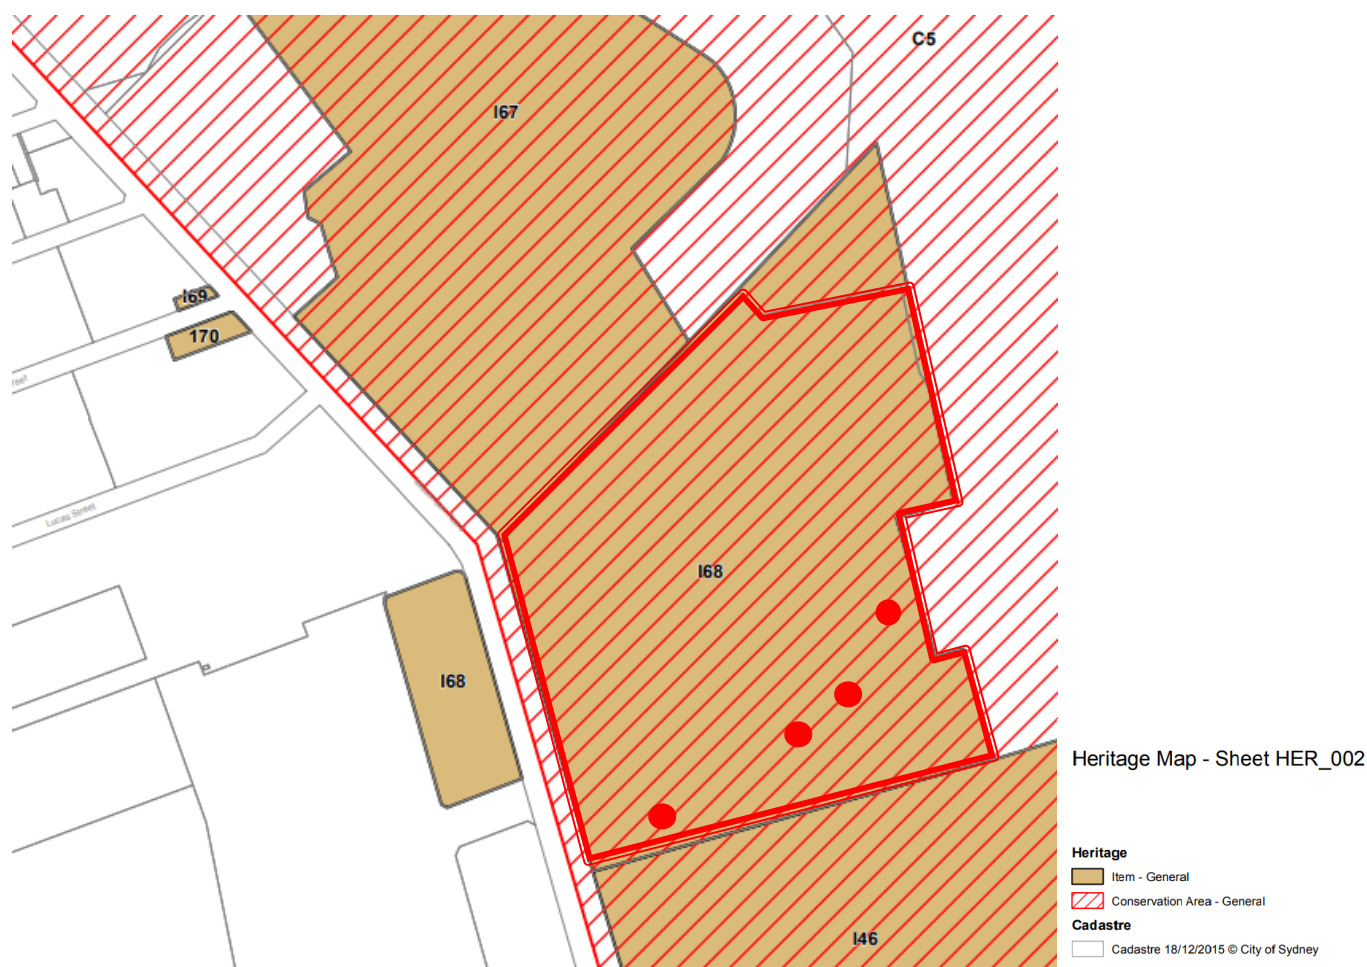 C5
I67
I69
170
Lucas Street
I68
I68
I46
Heritage Map - Sheet HER_002
Heritage
Item - General
Conservation Area - General
Cadastre
Cadastre 18/12/2015 © City of Sydney